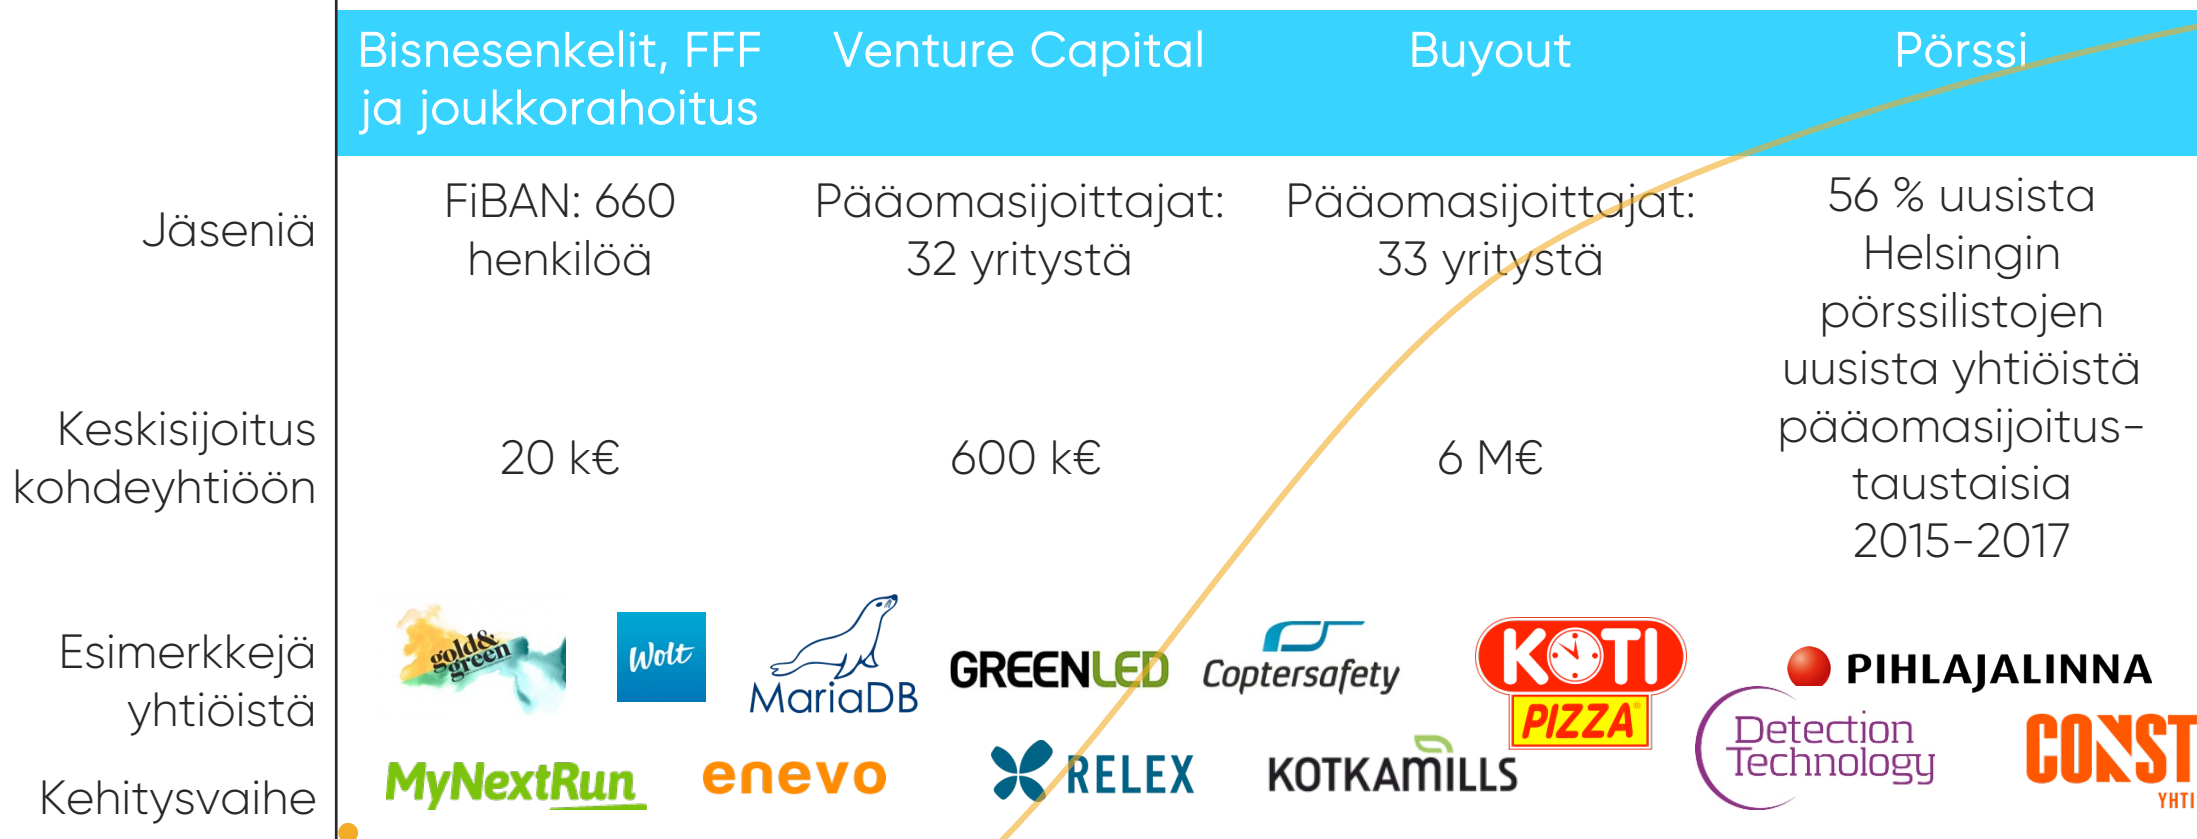 Bisnesenkelit, FFF
ja joukkorahoitus
Venture Capital
Buyout
Pörssi
Jäseniä
FiBAN: 660
henkilöä
Pääomasijoittajat:
32 yritystä
Pääomasijoittajat:
33 yritystä
56 % uusista
Helsingin
pörssilistojen
uusista yhtiöistä
pääomasijoitus-
taustaisia
2015-2017
Keskisijoitus
kohdeyhtiöön
20 k€
600 k€
6 M€
Esimerkkejä
yhtiöistä
gold&
green
Wolt
MariaDB
GREENLED
Coptersafety
KOTI
PIZZA
PIHLAJALINNA
Detection
Technology
CONST
YHTI
MyNextRun
enevo
RELEX
KOTKAMILLS
Kehitysvaihe